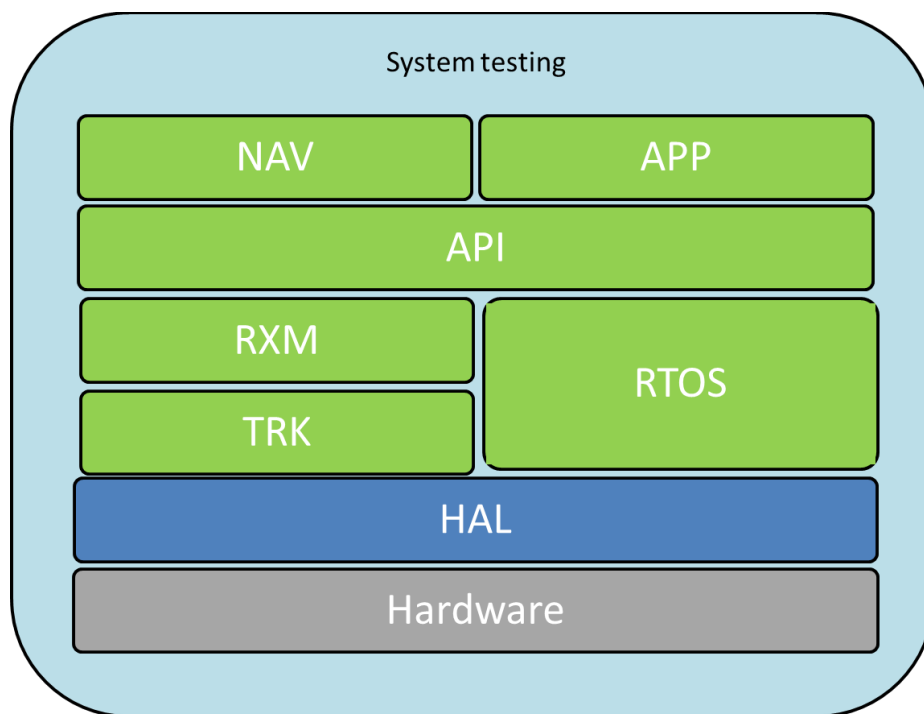 System testing
NAV
APP
API
RXM
RTOS
TRK
HAL
Hardware